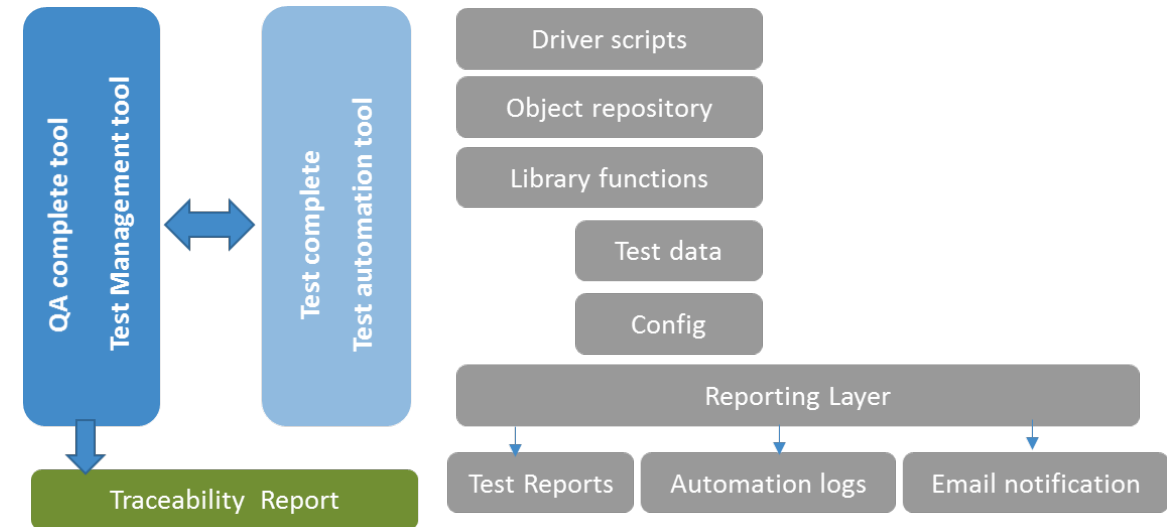 QA complete tool
Test Management tool
Test complete
Test automation tool
Driver scripts
Object repository
Library functions
Test data
Config
Reporting Layer
Test Reports
Automation logs
Email notification
Traceability Report